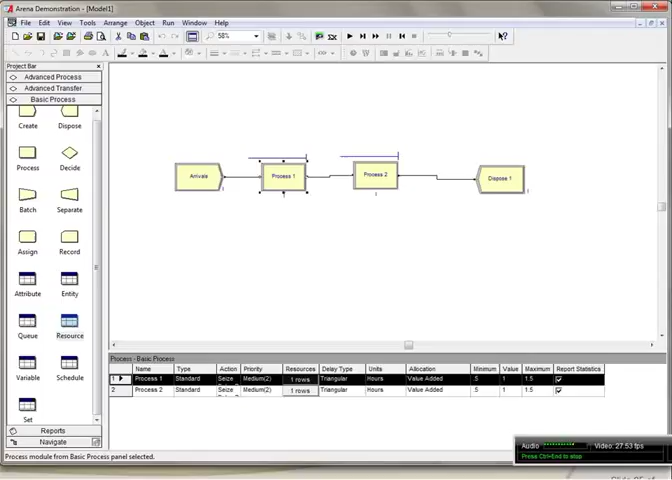 Arena Demonstration - [Model1]
File Edit View Tools Arrange Object Run Window Help
58%
Project Bar
Advanced Process
Advanced Transfer
Basic Process
Create Dispose
Process Decide
Batch Separate
Assign Record
Attribute Entity
Queue Resource
Variable Schedule
Set
Reports
Navigate
Arrivals
Process 1
Process 2
Dispose 1
Process - Basic Process
Name Type Action Priority Resources Delay Type Units Allocation Minimum Value Maximum Report Statistics
1 Process 1 Standard Seize Medium(2) 1 rows Triangular Hours Value Added .5 1 1.5
2 Process 2 Standard Seize Medium(2) 1 rows Triangular Hours Value Added .5 1 1.5
Process module from Basic Process panel selected.
Audio Video: 27.53 fps
Press Ctrl-End to stop